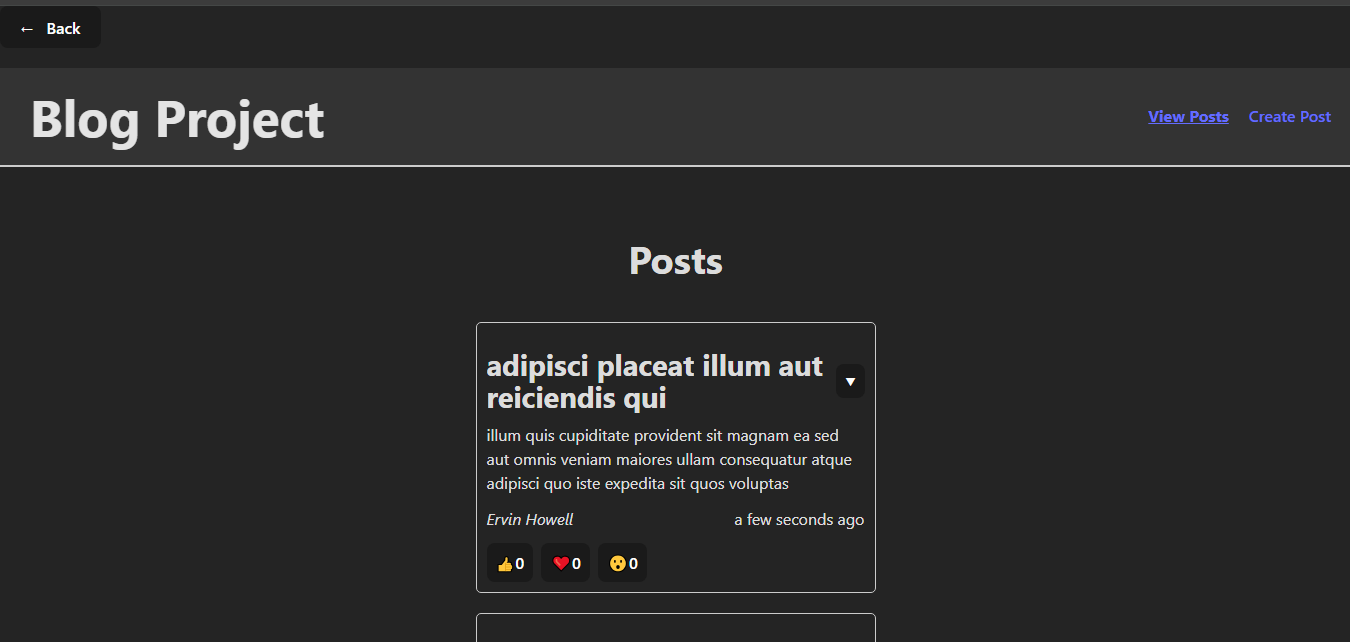 ← Back
Blog Project
View Posts Create Post
Posts
adipisci placeat illum aut
reiciendis qui
▼
illum quis cupiditate provident sit magnam ea sed
aut omnis veniam maiores ullam consequatur atque
adipisci quo iste expedita sit quos voluptas
Ervin Howell a few seconds ago
👍0 ❤️0 😮0